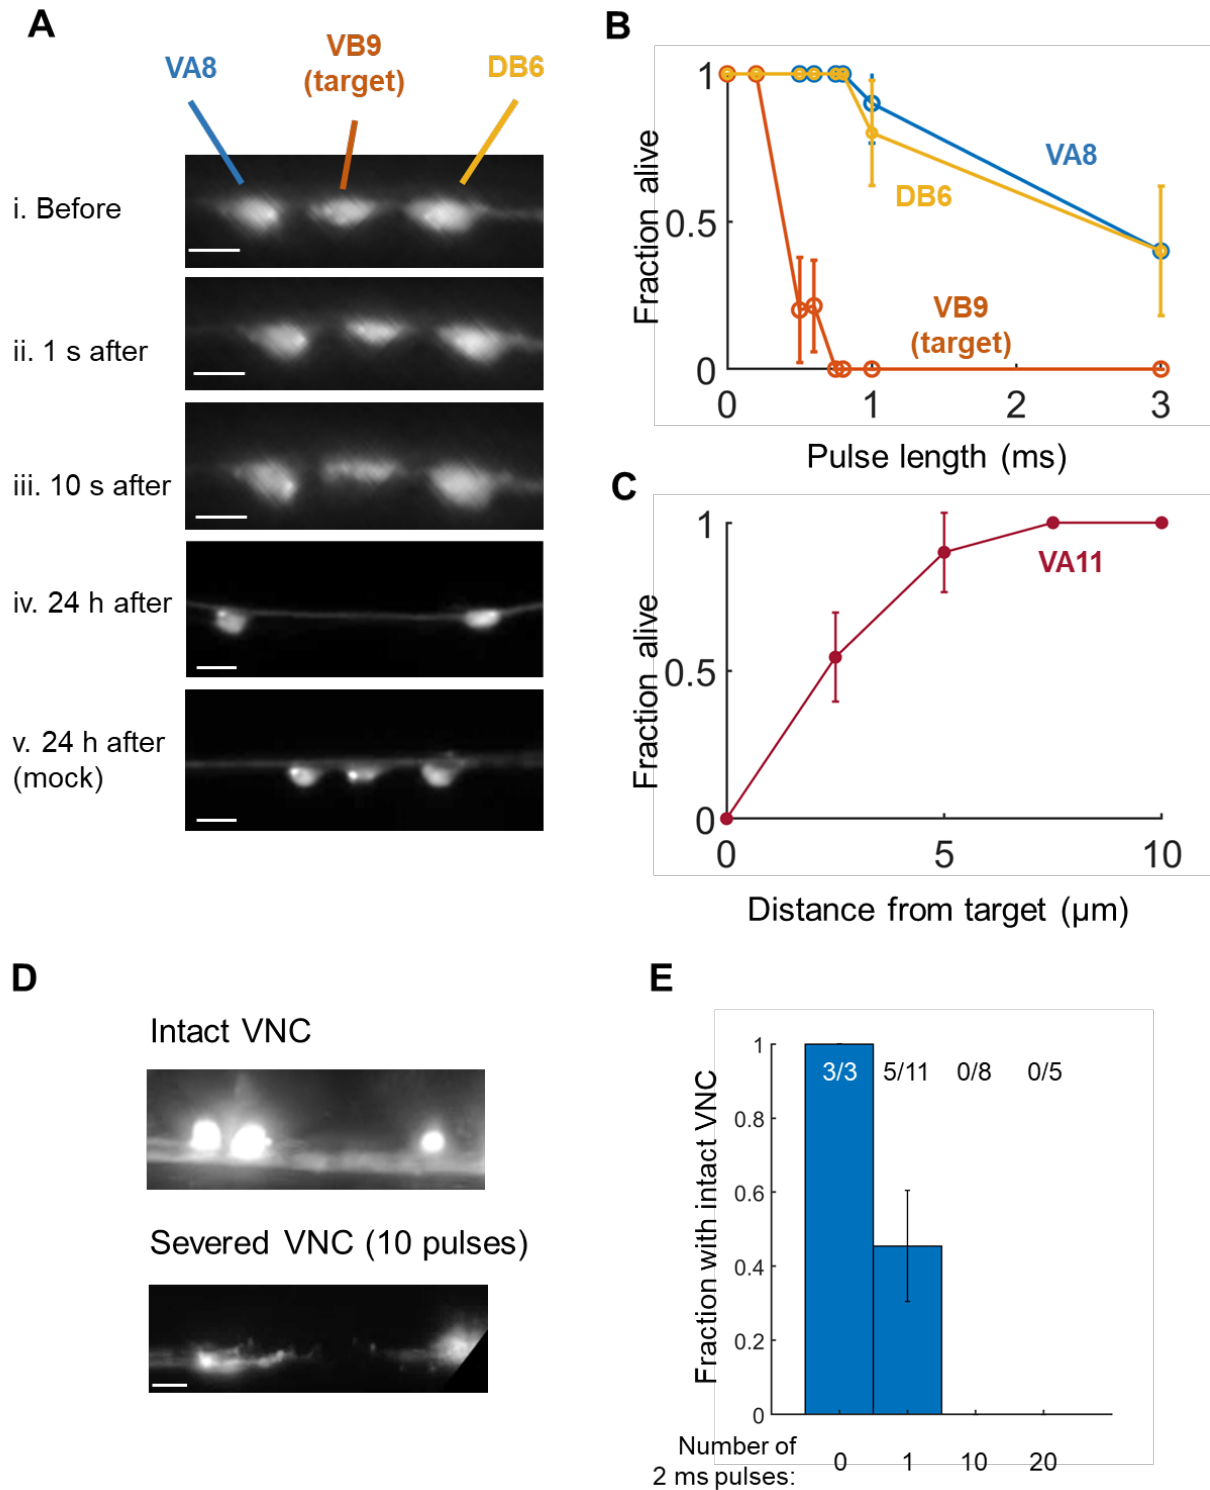 A
VA8
VB9
(target)
DB6
i. Before
ii. 1 s after
iii. 10 s after
iv. 24 h after
v. 24 h after
(mock)
B
Fraction alive
1
0.5
0
VA8
DB6
VB9
(target)
0 1 2 3
Pulse length (ms)
C
Fraction alive
1
0.5
0
VA11
0 5 10
Distance from target (µm)
D
Intact VNC
Severed VNC (10 pulses)
E
Fraction with intact VNC
1
0.8
0.6
0.4
0.2
0
3/3 5/11 0/8 0/5
Number of
2 ms pulses: 0 1 10 20